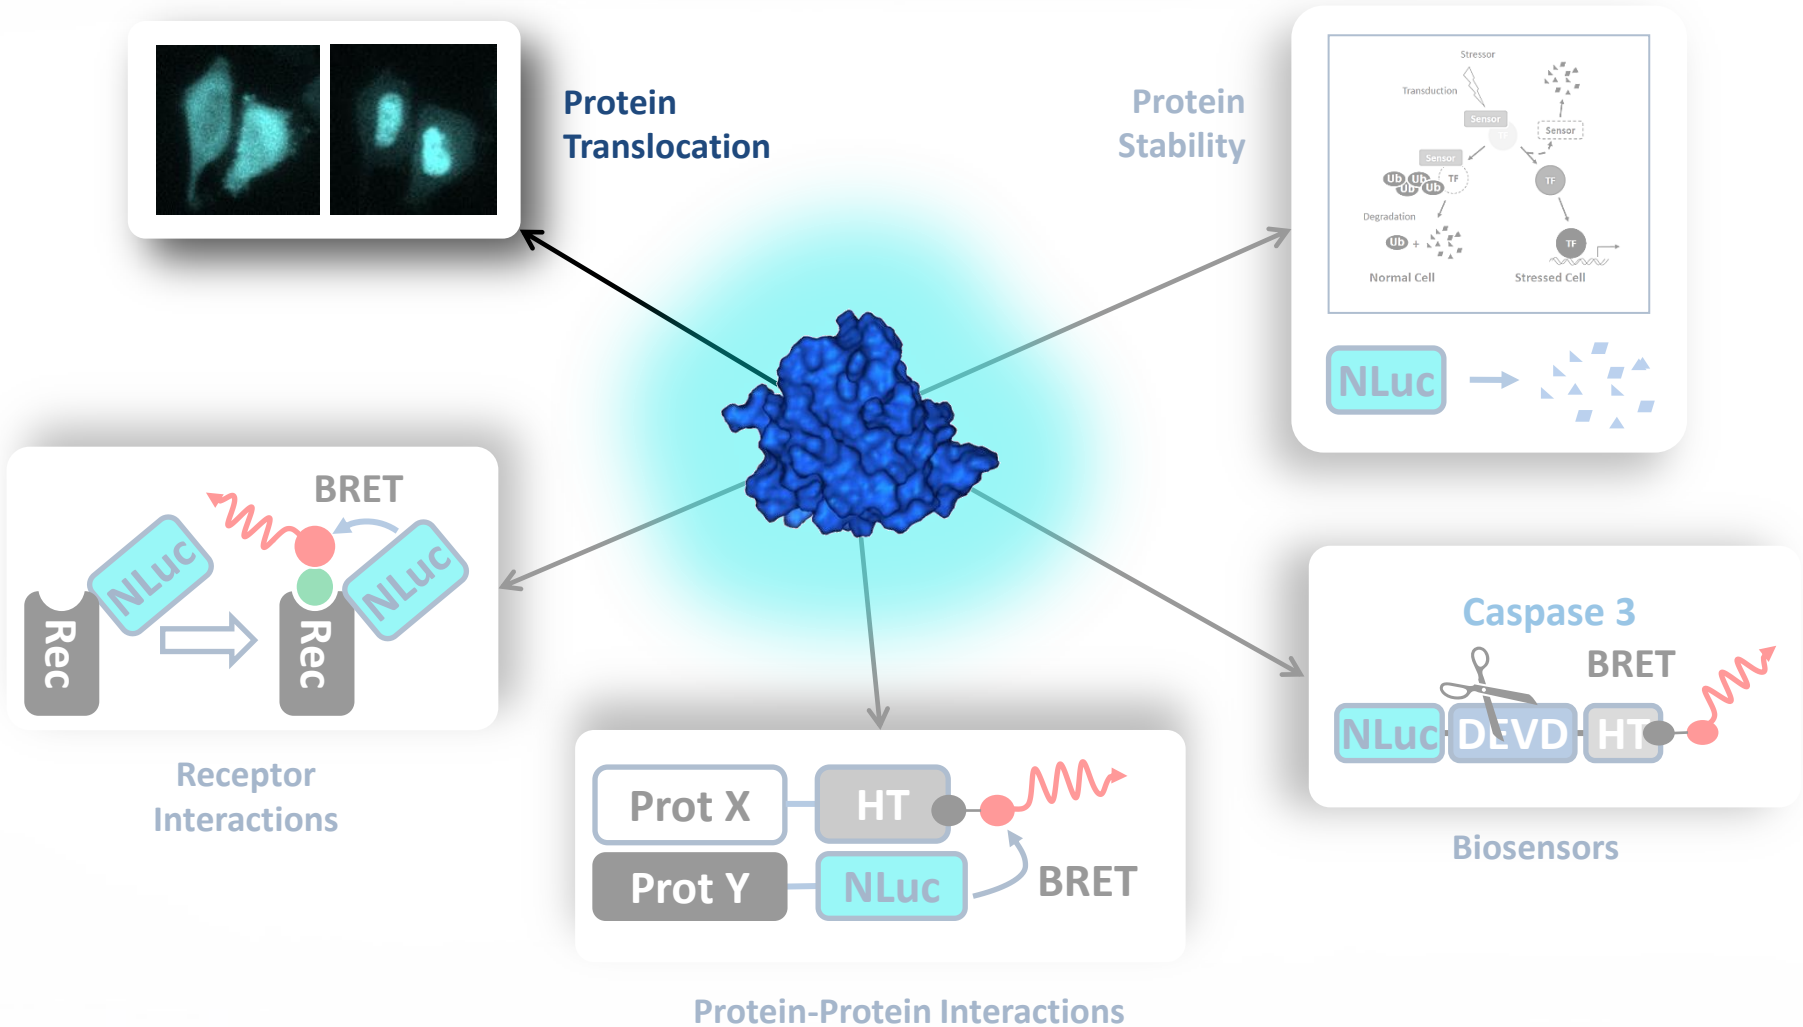 Protein
Translocation
Protein
Stability
Stressor
Transduction
Sensor
TF
Sensor
Sensor
Ub
Ub
Ub
Ub
TF
TF
Degradation
Ub
+
TF
Normal Cell
Stressed Cell
NLuc
BRET
NLuc
NLuc
Rec
Rec
Receptor
Interactions
Prot X
HT
Prot Y
NLuc
BRET
Protein-Protein Interactions
Caspase 3
BRET
NLuc
DEVD
HT
Biosensors